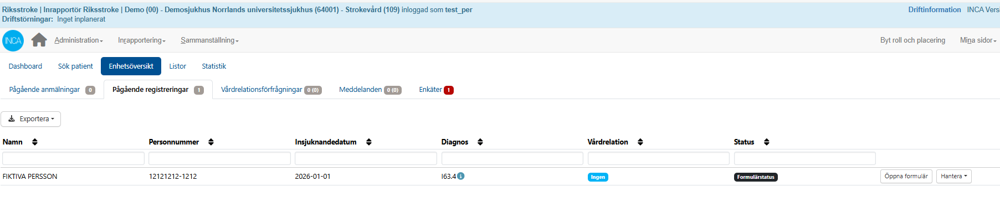 Riksstroke | Inrapportör Riksstroke | Demo (00) - Demosjukhus Norrlands universitetssjukhus (64001) - Strokevård (109) inloggad som test_per Driftinformation INCA Versi
Driftstörningar: Inget inplanerat
INCA Administration Inrapportering Sammanställning Byt roll och placering Mina sidor
Dashboard Sök patient Enhetsöversikt Listor Statistik
Pågående anmälningar 0 Pågående registreringar 1 Vårdrelationsförfrågningar 0 (0) Meddelanden 0 (0) Enkäter 1
Exportera
Namn Personnummer Insjuknandedatum Diagnos Vårdrelation Status
FIKTIVA PERSSON 12121212-1212 2026-01-01 I63.4 Ingen Formulärstatus Öppna formulär Hantera